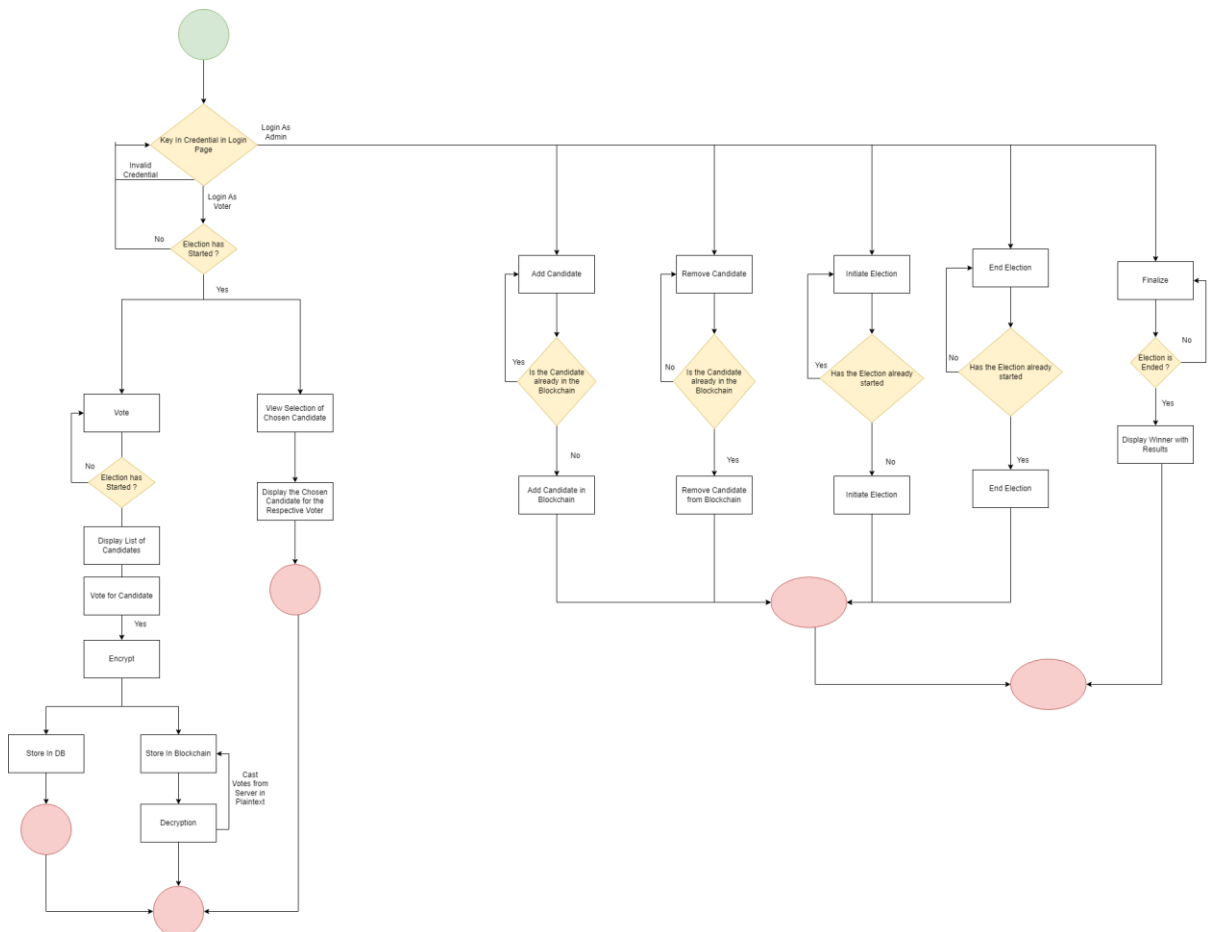 Login As
Admin
Key In Credential in Login
Page
Invalid
Credential
Login As
Voter
No
Election has
Started ?
Yes
Vote
No
Election has
Started ?
Display List of
Candidates
Vote for Candidate
Yes
Encrypt
Store In DB
Store In Blockchain
Cast
Votes from
Server in
Plaintext
Decryption
View Selection of
Chosen Candidate
Display the Chosen
Candidate for the
Respective Voter
Add Candidate
Yes
Is the Candidate
already in the
Blockchain
No
Add Candidate in
Blockchain
Remove Candidate
No
Is the Candidate
already in the
Blockchain
Yes
Remove Candidate
from Blockchain
Initiate Election
Yes
Has the Election already
started
No
Initiate Election
End Election
No
Has the Election already
started
Yes
End Election
Finalize
No
Election is
Ended ?
Yes
Display Winner with
Results